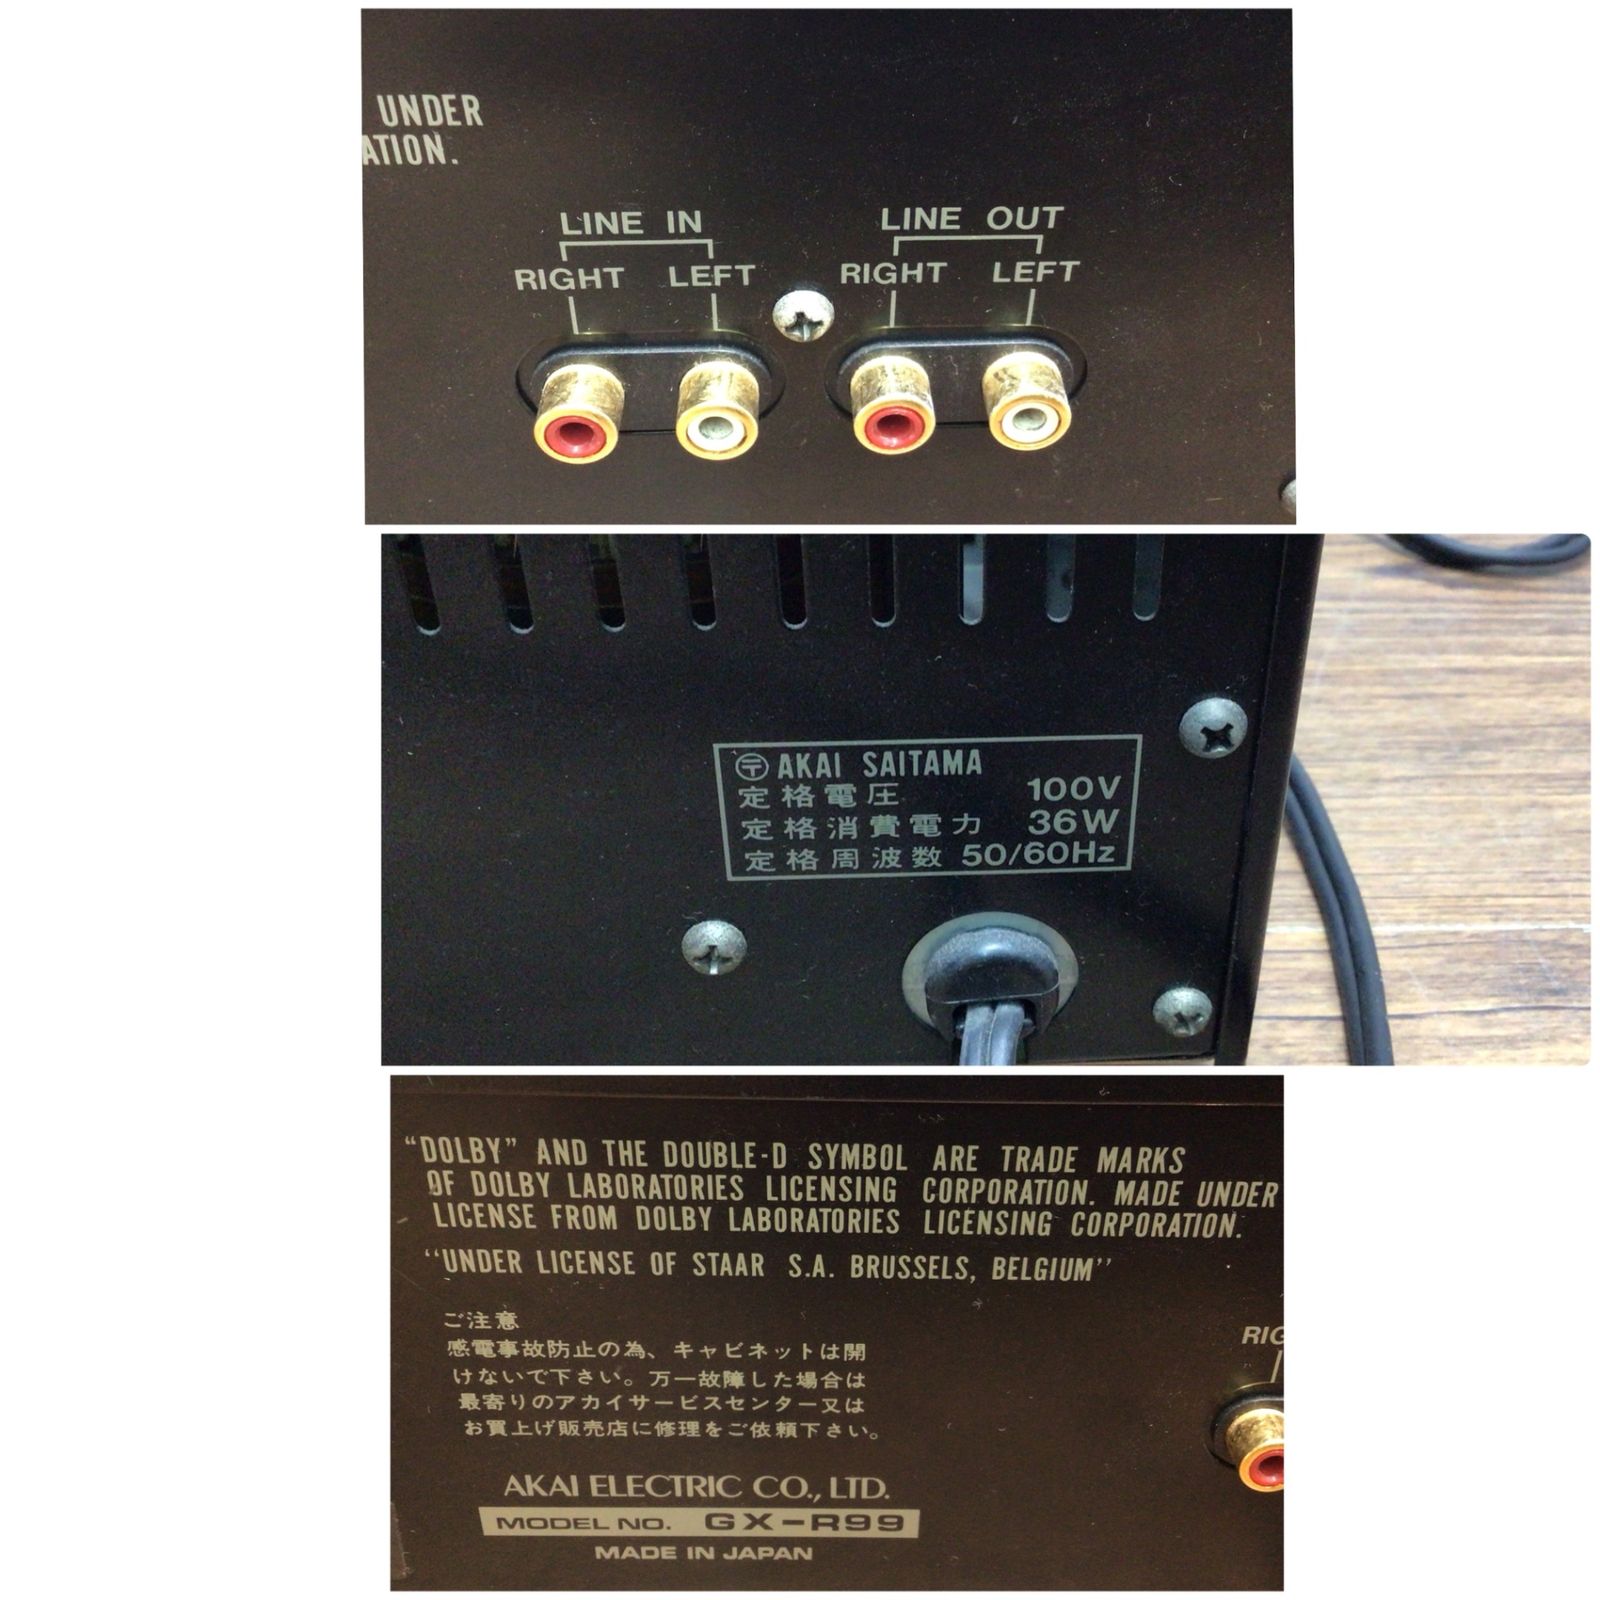 UNDER
ATION.
LINE IN LINE OUT
RIGHT LEFT RIGHT LEFT
〶 AKAI SAITAMA
定格電圧 100V
定格消費電力 36W
定格周波数 50/60Hz
“DOLBY” AND THE DOUBLE-D SYMBOL ARE TRADE MARKS
OF DOLBY LABORATORIES LICENSING CORPORATION. MADE UNDER
LICENSE FROM DOLBY LABORATORIES LICENSING CORPORATION.
“UNDER LICENSE OF STAAR S.A. BRUSSELS, BELGIUM”
RIG
ご注意
感電事故防止の為、キャビネットは開
けないで下さい。万一故障した場合は
最寄りのアカイサービスセンター又は
お買上げ販売店に修理をご依頼下さい。
AKAI ELECTRIC CO., LTD.
MODEL NO. GX-R99
MADE IN JAPAN